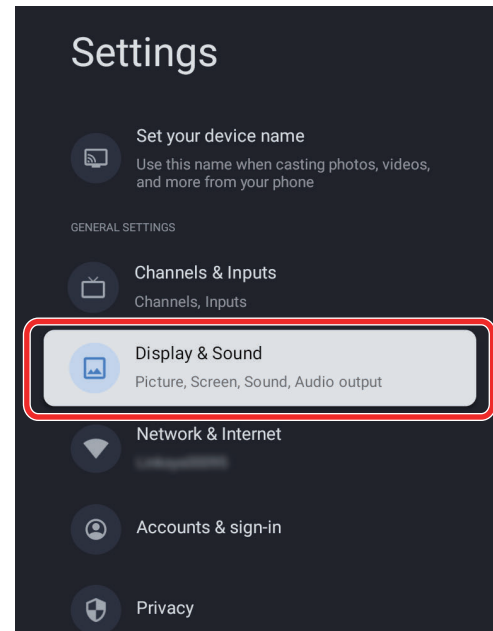 Settings
Set your device name
Use this name when casting photos, videos,
and more from your phone
GENERAL SETTINGS
Channels & Inputs
Channels, Inputs
Display & Sound
Picture, Screen, Sound, Audio output
Network & Internet
Accounts & sign-in
Privacy